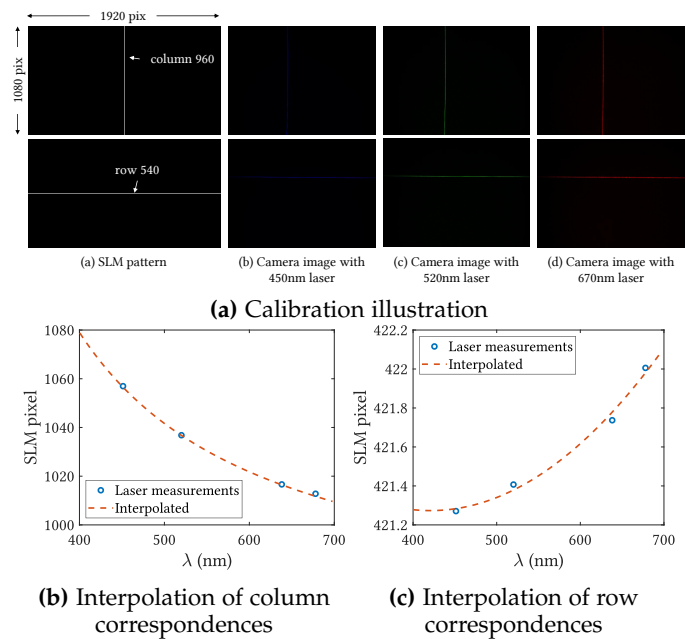 1920 pix
1080 pix
column 960
row 540
(a) SLM pattern
(b) Camera image with
450nm laser
(c) Camera image with
520nm laser
(d) Camera image with
670nm laser
(a) Calibration illustration
1080
1060
1040
1020
1000
SLM pixel
Laser measurements
Interpolated
400
500
600
700
λ (nm)
(b) Interpolation of column
correspondences
422.2
422
421.8
421.6
421.4
421.2
SLM pixel
Laser measurements
Interpolated
400
500
600
700
λ (nm)
(c) Interpolation of row
correspondences